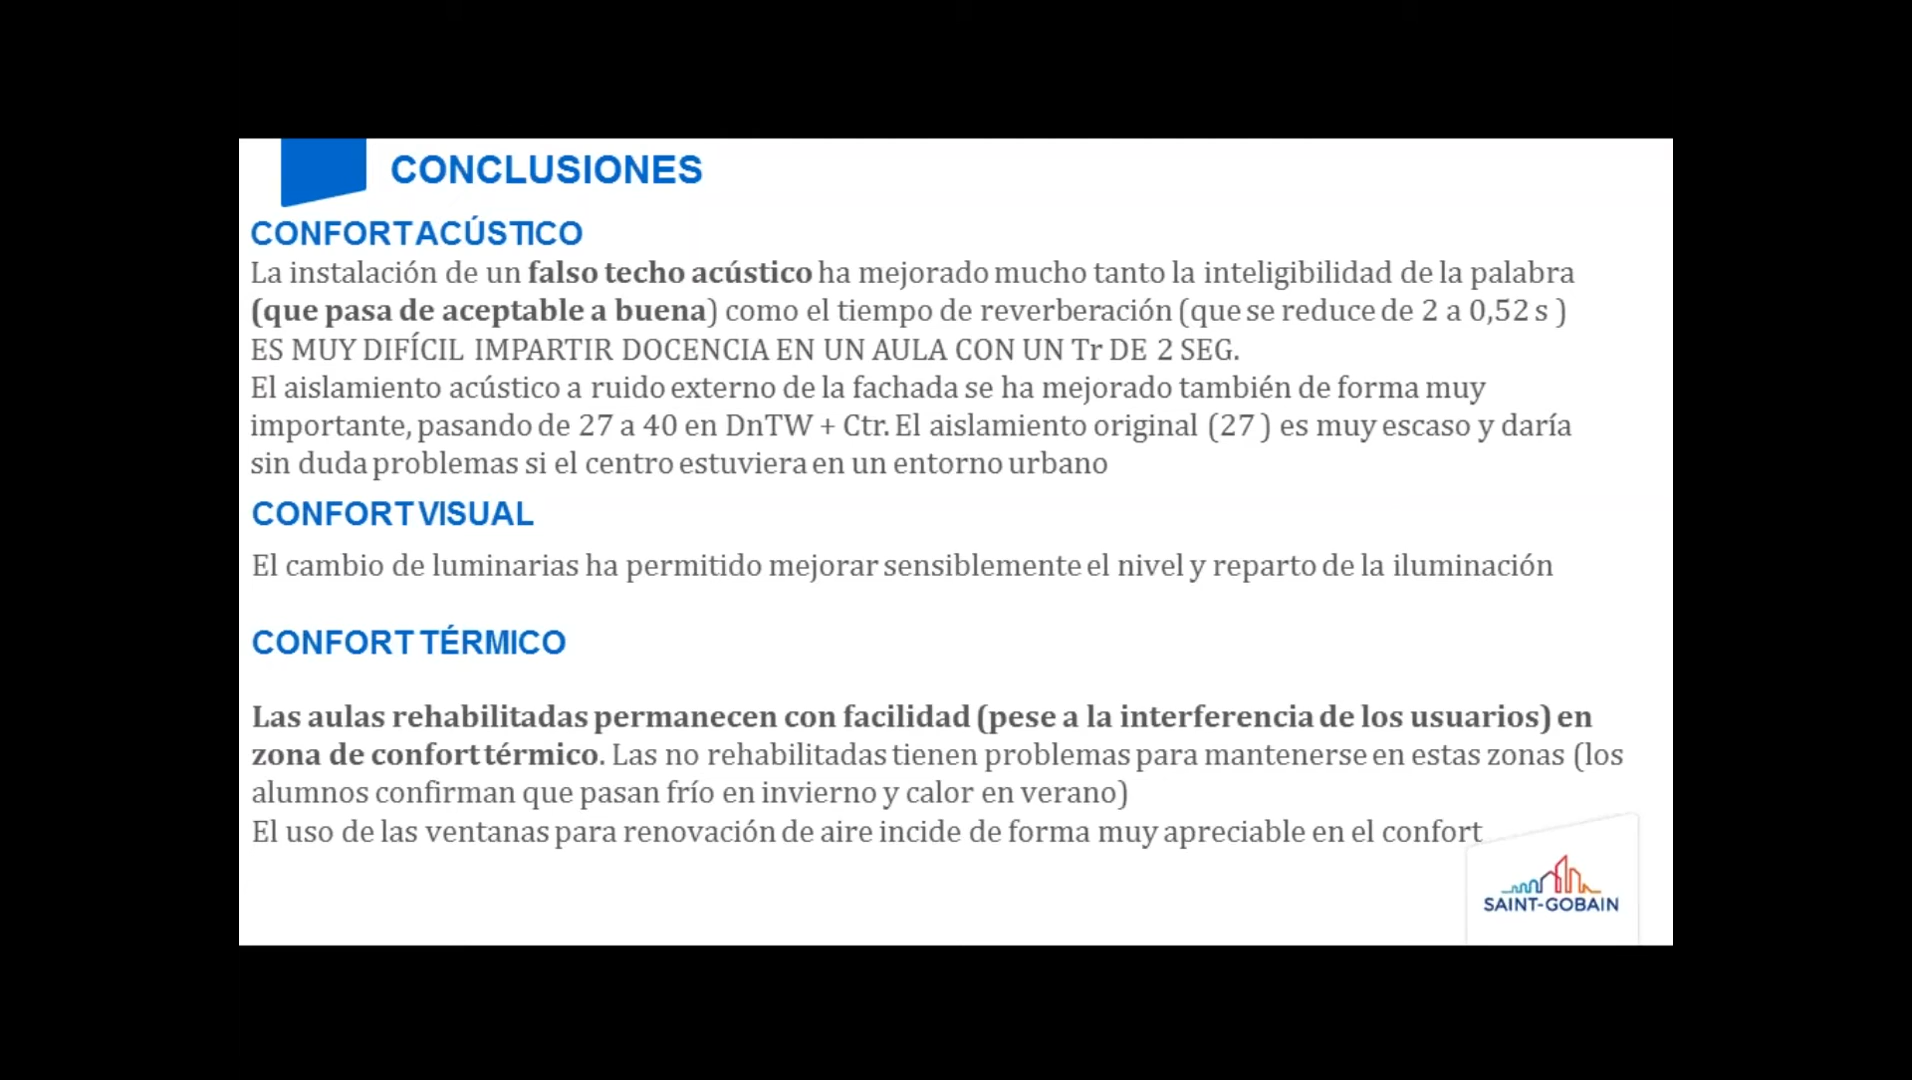 CONCLUSIONES
CONFORT ACÚSTICO
La instalación de un falso techo acústico ha mejorado mucho tanto la inteligibilidad de la palabra
(que pasa de aceptable a buena) como el tiempo de reverberación (que se reduce de 2 a 0,52 s )
ES MUY DIFÍCIL IMPARTIR DOCENCIA EN UN AULA CON UN Tr DE 2 SEG.
El aislamiento acústico a ruido externo de la fachada se ha mejorado también de forma muy
importante, pasando de 27 a 40 en DnTW + Ctr. El aislamiento original (27 ) es muy escaso y daría
sin duda problemas si el centro estuviera en un entorno urbano
CONFORT VISUAL
El cambio de luminarias ha permitido mejorar sensiblemente el nivel y reparto de la iluminación
CONFORT TÉRMICO
Las aulas rehabilitadas permanecen con facilidad (pese a la interferencia de los usuarios) en
zona de confort térmico. Las no rehabilitadas tienen problemas para mantenerse en estas zonas (los
alumnos confirman que pasan frío en invierno y calor en verano)
El uso de las ventanas para renovación de aire incide de forma muy apreciable en el confort
SAINT-GOBAIN